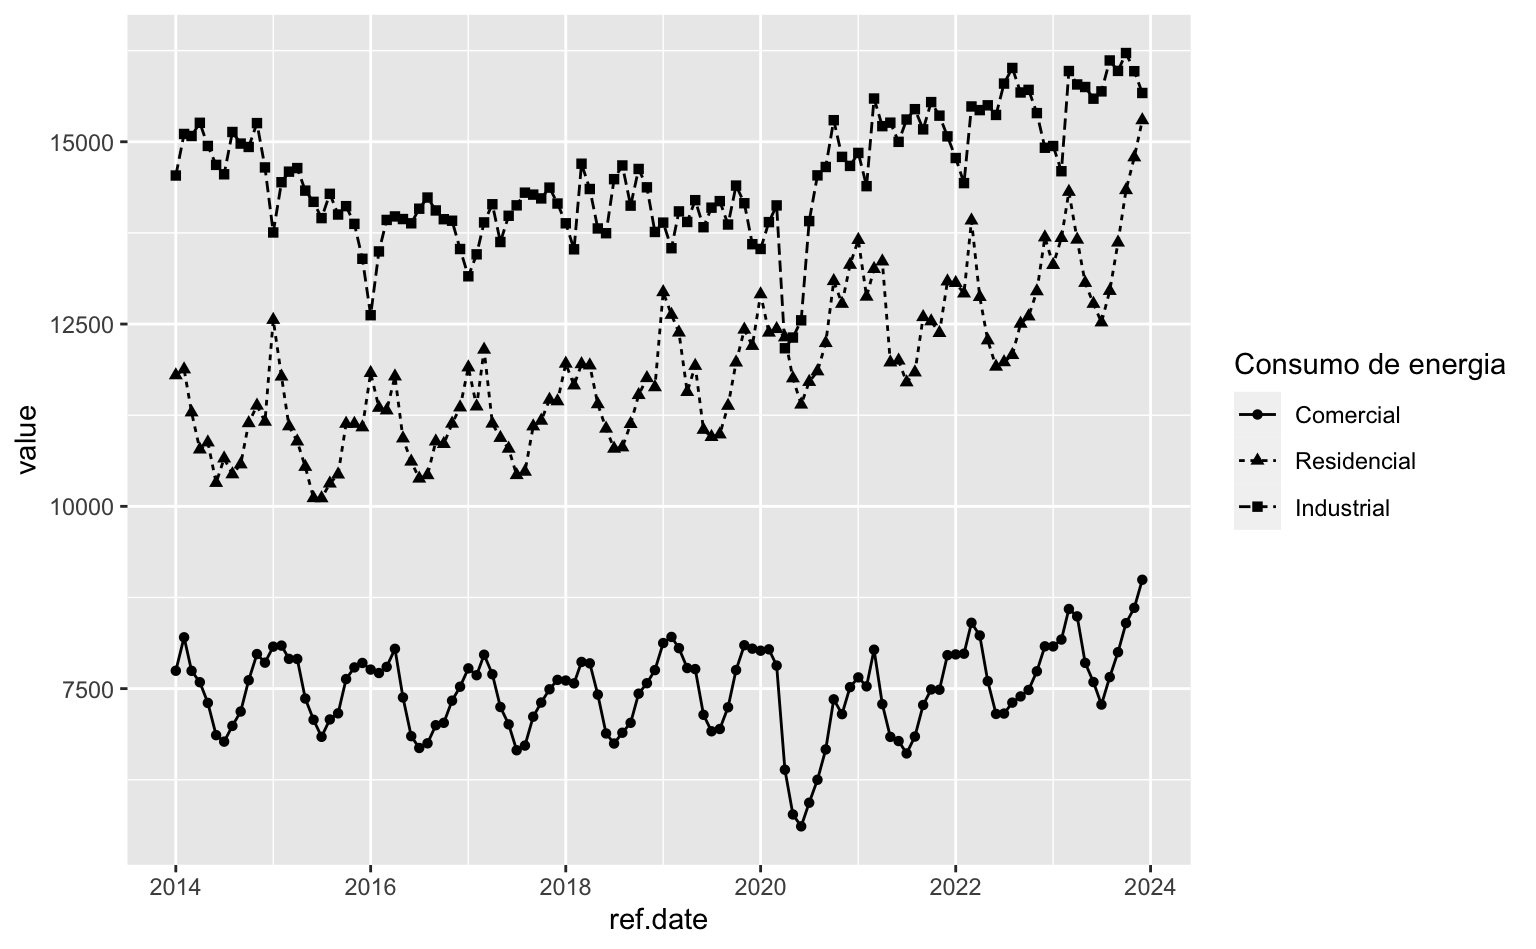 15000
12500
10000
7500
value
2014
2016
2018
2020
2022
2024
ref.date
Consumo de energia
Comercial
Residencial
Industrial